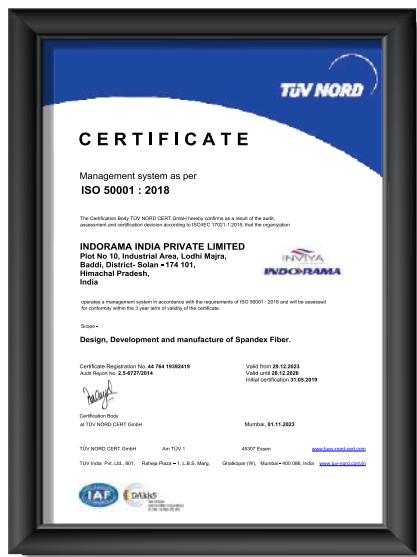 TÜV NORD
CERTIFICATE
Management system as per
ISO 50001 : 2018
The Certification Body TÜV NORD CERT GmbH hereby confirms as a result of the audit,
assessment and certification decision according to ISO/IEC 17021-1:2015, that the organization
INDORAMA INDIA PRIVATE LIMITED
Plot No 10, Industrial Area, Lodhi Majra,
Baddi, District- Solan - 174 101,
Himachal Pradesh,
India
INVIYA
INDORAMA
operates a management system in accordance with the requirements of ISO 50001 : 2018 and will be assessed
for conformity within the 3 year term of validity of the certificate.
Scope -
Design, Development and manufacture of Spandex Fiber.
Certificate Registration No. 44 764 19392419
Audit Report No. 2.5-6727/2014
Valid from 29.12.2023
Valid until 28.12.2026
Initial certification 31.05.2019
Certification Body
at TÜV NORD CERT GmbH
Mumbai, 01.11.2023
TÜV NORD CERT GmbH Am TÜV 1 45307 Essen www.tuev-nord-cert.com
TUV India Pvt. Ltd., 801, Raheja Plaza - 1, L.B.S. Marg, Ghatkopar (W), Mumbai - 400 086, India www.tuv-nord.com/in
IAF
DAkkS